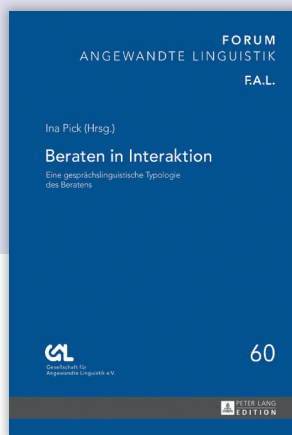 FORUM
ANGEWANDTE LINGUISTIK
F.A.L.
Ina Pick (Hrsg.)
Beraten in Interaktion
Eine gesprächslinguistische Typologie
des Beratens
GAL
Gesellschaft für
Angewandte Linguistik e.V.
60
PETER LANG
EDITION